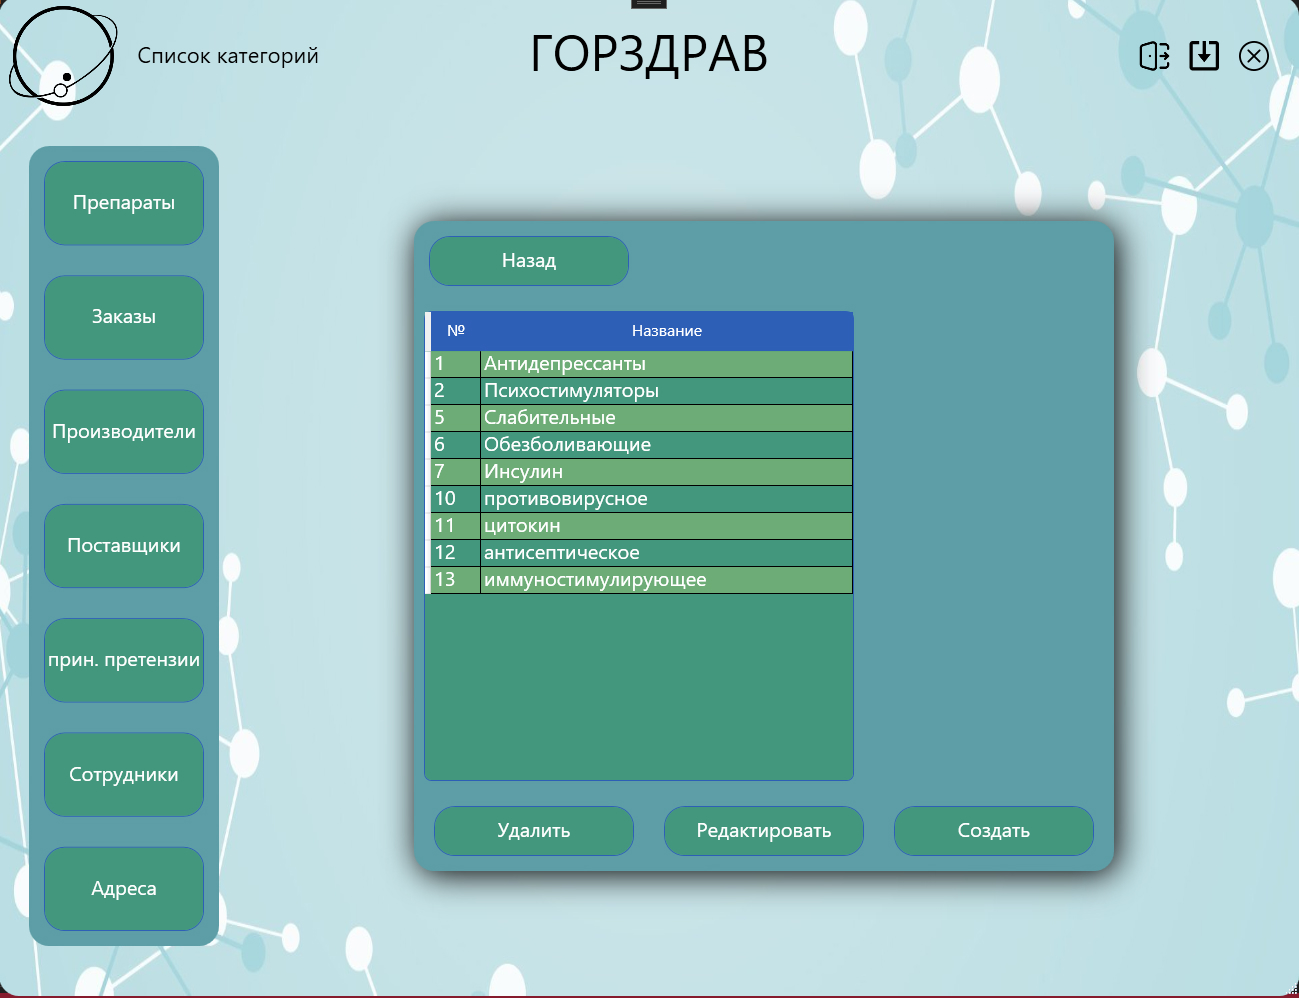 Список категорий
ГОРЗДРАВ
Препараты
Заказы
Производители
Поставщики
прин. претензии
Сотрудники
Адреса
Назад
№ Название
1 Антидепрессанты
2 Психостимуляторы
5 Слабительные
6 Обезболивающие
7 Инсулин
10 противовирусное
11 цитокин
12 антисептическое
13 иммуностимулирующее
Удалить
Редактировать
Создать